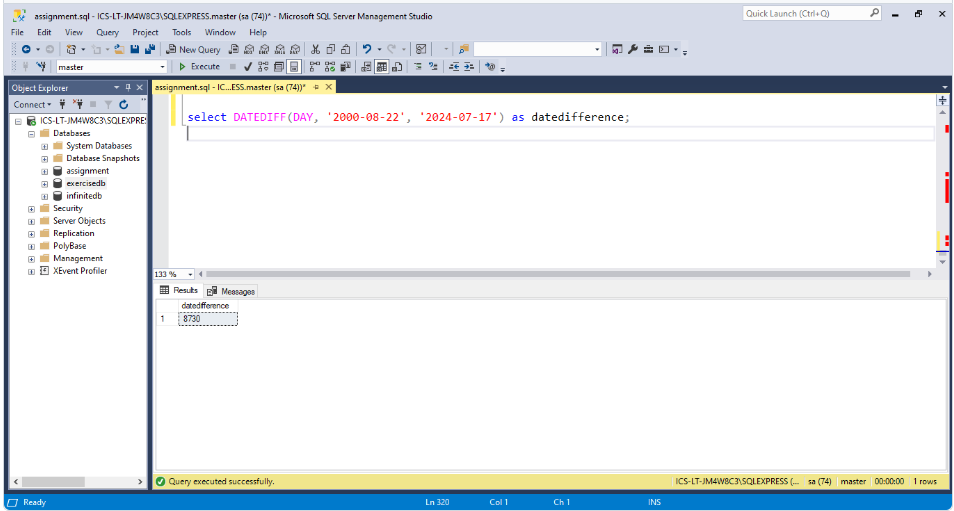 assignment.sql - ICS-LT-JM4W8C3\SQLEXPRESS.master (sa (74))* - Microsoft SQL Server Management Studio
Quick Launch (Ctrl+Q)
File Edit View Query Project Tools Window Help
New Query
master
Execute
Object Explorer
assignment.sql - IC...ESS.master (sa (74))*
Connect
ICS-LT-JM4W8C3\SQLEXPRES
Databases
System Databases
Database Snapshots
assignment
exercisedb
infinitedb
Security
Server Objects
Replication
PolyBase
Management
XEvent Profiler
select DATEDIFF(DAY, '2000-08-22', '2024-07-17') as datedifference;
133 %
Results Messages
datedifference
1 8730
Query executed successfully.
ICS-LT-JM4W8C3\SQLEXPRESS (... sa (74) master 00:00:00 1 rows
Ready Ln 320 Col 1 Ch 1 INS